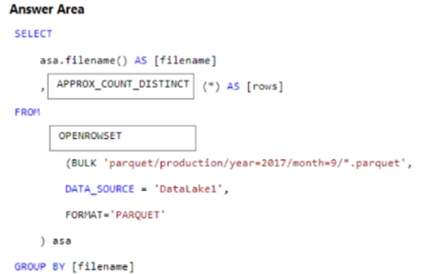 Answer Area
SELECT
asa.filename() AS [filename]
, APPROX_COUNT_DISTINCT (*) AS [rows]
FROM
OPENROWSET
(BULK 'parquet/production/year=2017/month=9/*.parquet',
DATA_SOURCE = 'DataLake1',
FORMAT='PARQUET'
) asa
GROUP BY [filename]